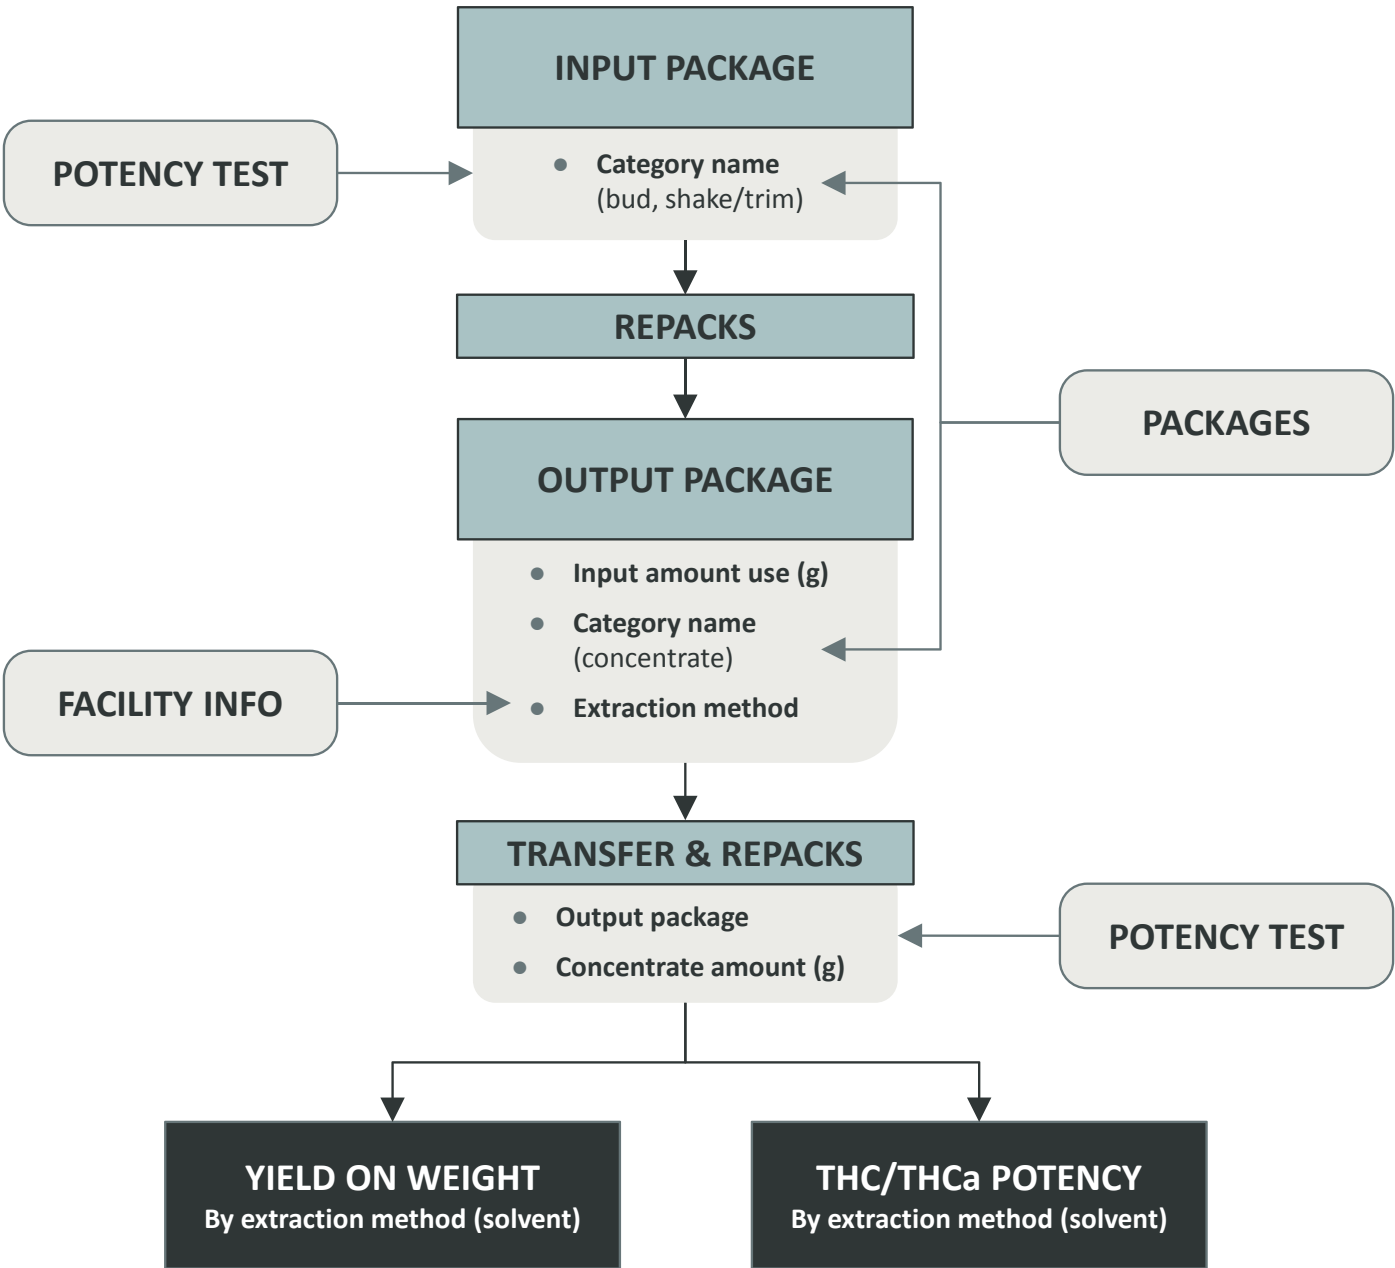 INPUT PACKAGE
POTENCY TEST
• Category name
(bud, shake/trim)
REPACKS
PACKAGES
OUTPUT PACKAGE
• Input amount use (g)
• Category name
(concentrate)
FACILITY INFO
• Extraction method
TRANSFER & REPACKS
• Output package
POTENCY TEST
• Concentrate amount (g)
YIELD ON WEIGHT
By extraction method (solvent)
THC/THCa POTENCY
By extraction method (solvent)